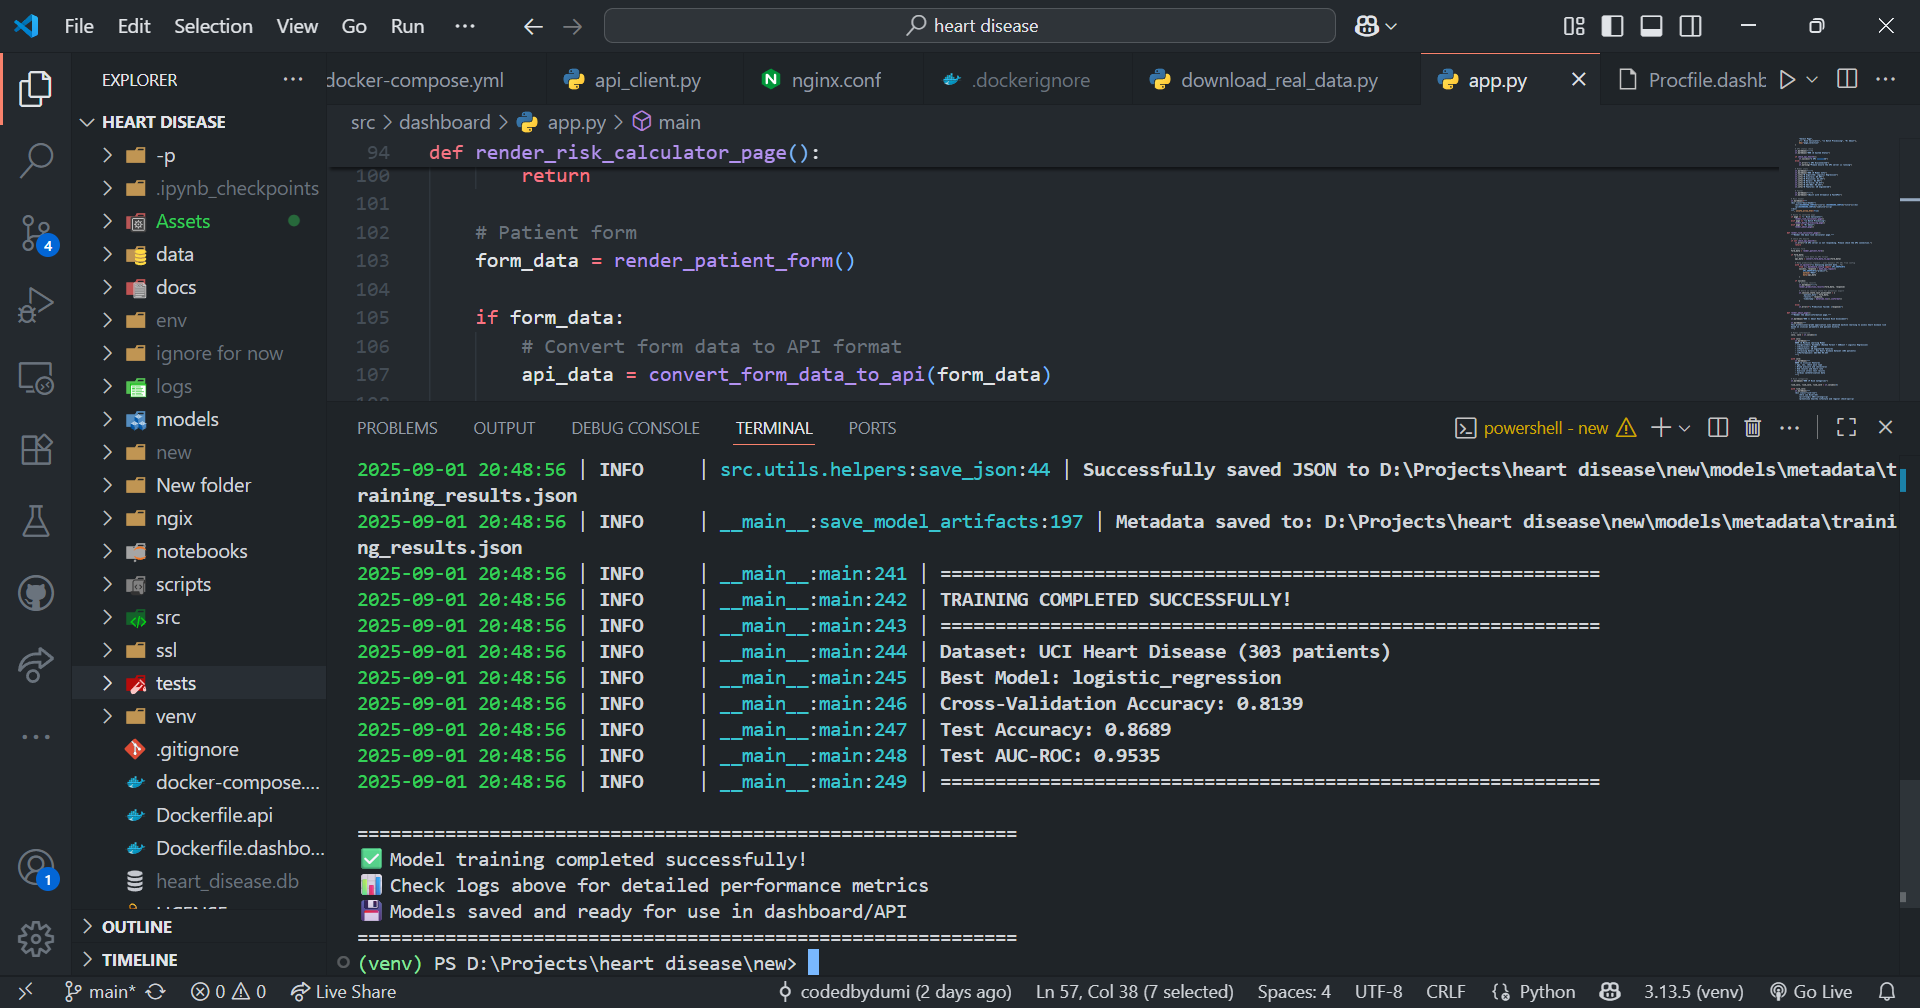 File Edit Selection View Go Run ··· heart disease
EXPLORER ···
HEART DISEASE
-p
.ipynb_checkpoints
Assets
data
docs
env
ignore for now
logs
models
new
New folder
ngix
notebooks
scripts
src
ssl
tests
venv
.gitignore
docker-compose....
Dockerfile.api
Dockerfile.dashbo...
heart_disease.db
OUTLINE
TIMELINE
4
1
docker-compose.yml api_client.py nginx.conf .dockerignore download_real_data.py app.py Procfile.dashb
src > dashboard > app.py > main
94 def render_risk_calculator_page():
100 return
101
102 # Patient form
103 form_data = render_patient_form()
104
105 if form_data:
106 # Convert form data to API format
107 api_data = convert_form_data_to_api(form_data)
PROBLEMS OUTPUT DEBUG CONSOLE TERMINAL PORTS powershell - new
2025-09-01 20:48:56 | INFO | src.utils.helpers:save_json:44 | Successfully saved JSON to D:\Projects\heart disease\new\models\metadata\t
raining_results.json
2025-09-01 20:48:56 | INFO | __main__:save_model_artifacts:197 | Metadata saved to: D:\Projects\heart disease\new\models\metadata\traini
ng_results.json
2025-09-01 20:48:56 | INFO | __main__:main:241 | ============================================================
2025-09-01 20:48:56 | INFO | __main__:main:242 | TRAINING COMPLETED SUCCESSFULLY!
2025-09-01 20:48:56 | INFO | __main__:main:243 | ============================================================
2025-09-01 20:48:56 | INFO | __main__:main:244 | Dataset: UCI Heart Disease (303 patients)
2025-09-01 20:48:56 | INFO | __main__:main:245 | Best Model: logistic_regression
2025-09-01 20:48:56 | INFO | __main__:main:246 | Cross-Validation Accuracy: 0.8139
2025-09-01 20:48:56 | INFO | __main__:main:247 | Test Accuracy: 0.8689
2025-09-01 20:48:56 | INFO | __main__:main:248 | Test AUC-ROC: 0.9535
2025-09-01 20:48:56 | INFO | __main__:main:249 | ============================================================
============================================================
✅ Model training completed successfully!
📊 Check logs above for detailed performance metrics
💾 Models saved and ready for use in dashboard/API
============================================================
(venv) PS D:\Projects\heart disease\new>
main* 0 0 Live Share codedbydumi (2 days ago) Ln 57, Col 38 (7 selected) Spaces: 4 UTF-8 CRLF {} Python 3.13.5 (venv) Go Live